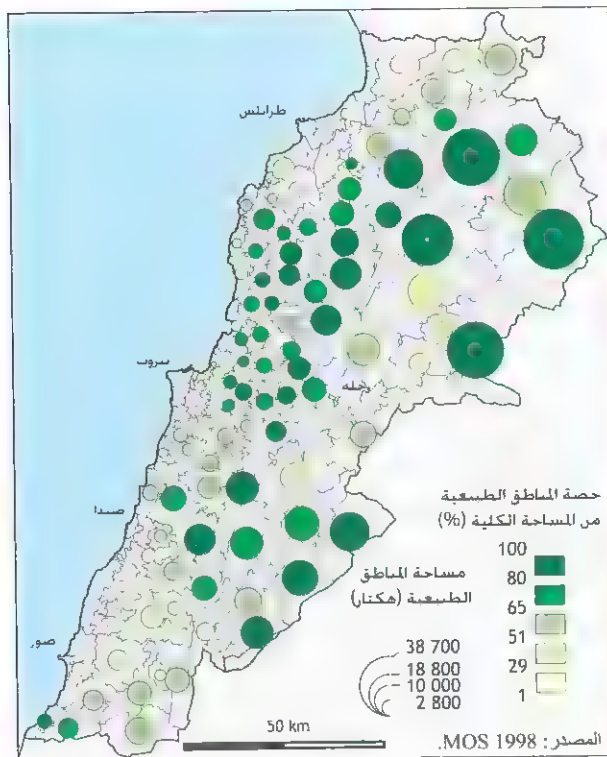 طرابلس
بيروت
زحلة
صيدا
صور
حصة المناطق الطبيعية
من المساحة الكلية (%)
100
80
65
51
29
1
مساحة المناطق
الطبيعية (هكتار)
38 700
18 800
10 000
2 800
50 km
المصدر: MOS 1998.